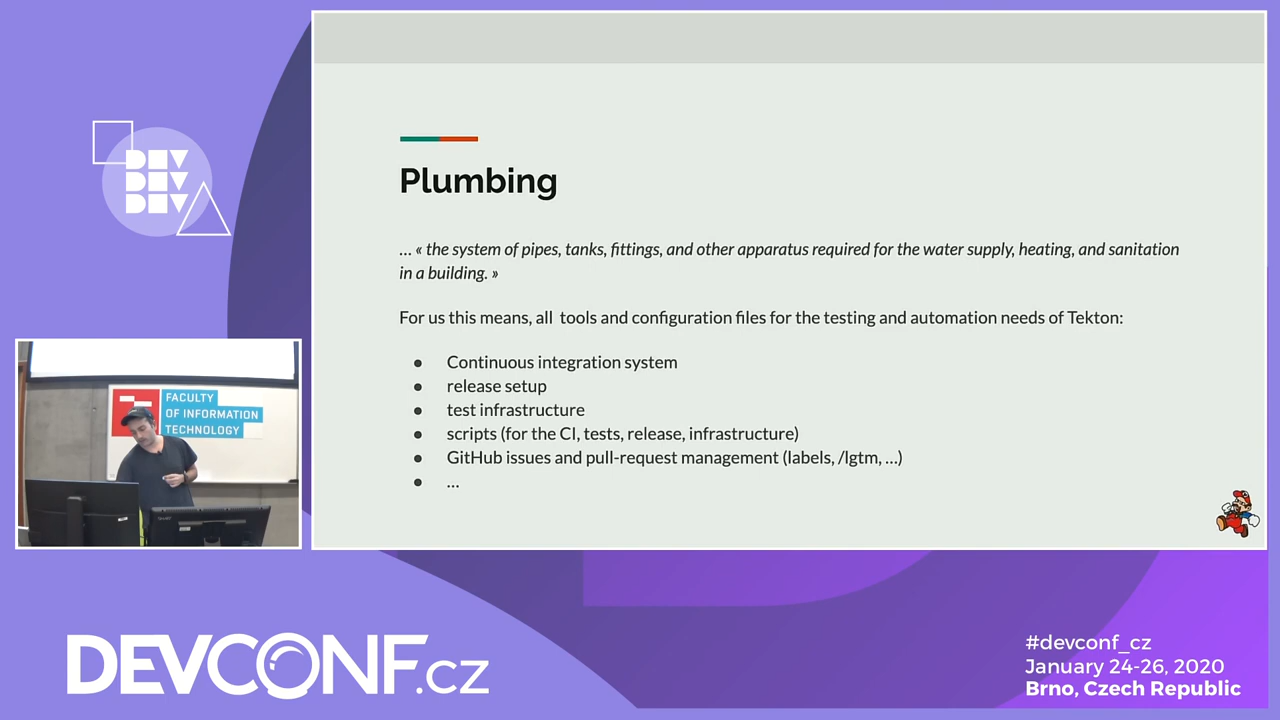 DEV
DEV
DEV
Plumbing
... « the system of pipes, tanks, fittings, and other apparatus required for the water supply, heating, and sanitation
in a building. »
For us this means, all tools and configuration files for the testing and automation needs of Tekton:
● Continuous integration system
● release setup
● test infrastructure
● scripts (for the CI, tests, release, infrastructure)
● GitHub issues and pull-request management (labels, /lgtm, ...)
● ...
FACULTY
OF INFORMATION
TECHNOLOGY
DEVCONF.cz
#devconf_cz
January 24-26, 2020
Brno, Czech Republic